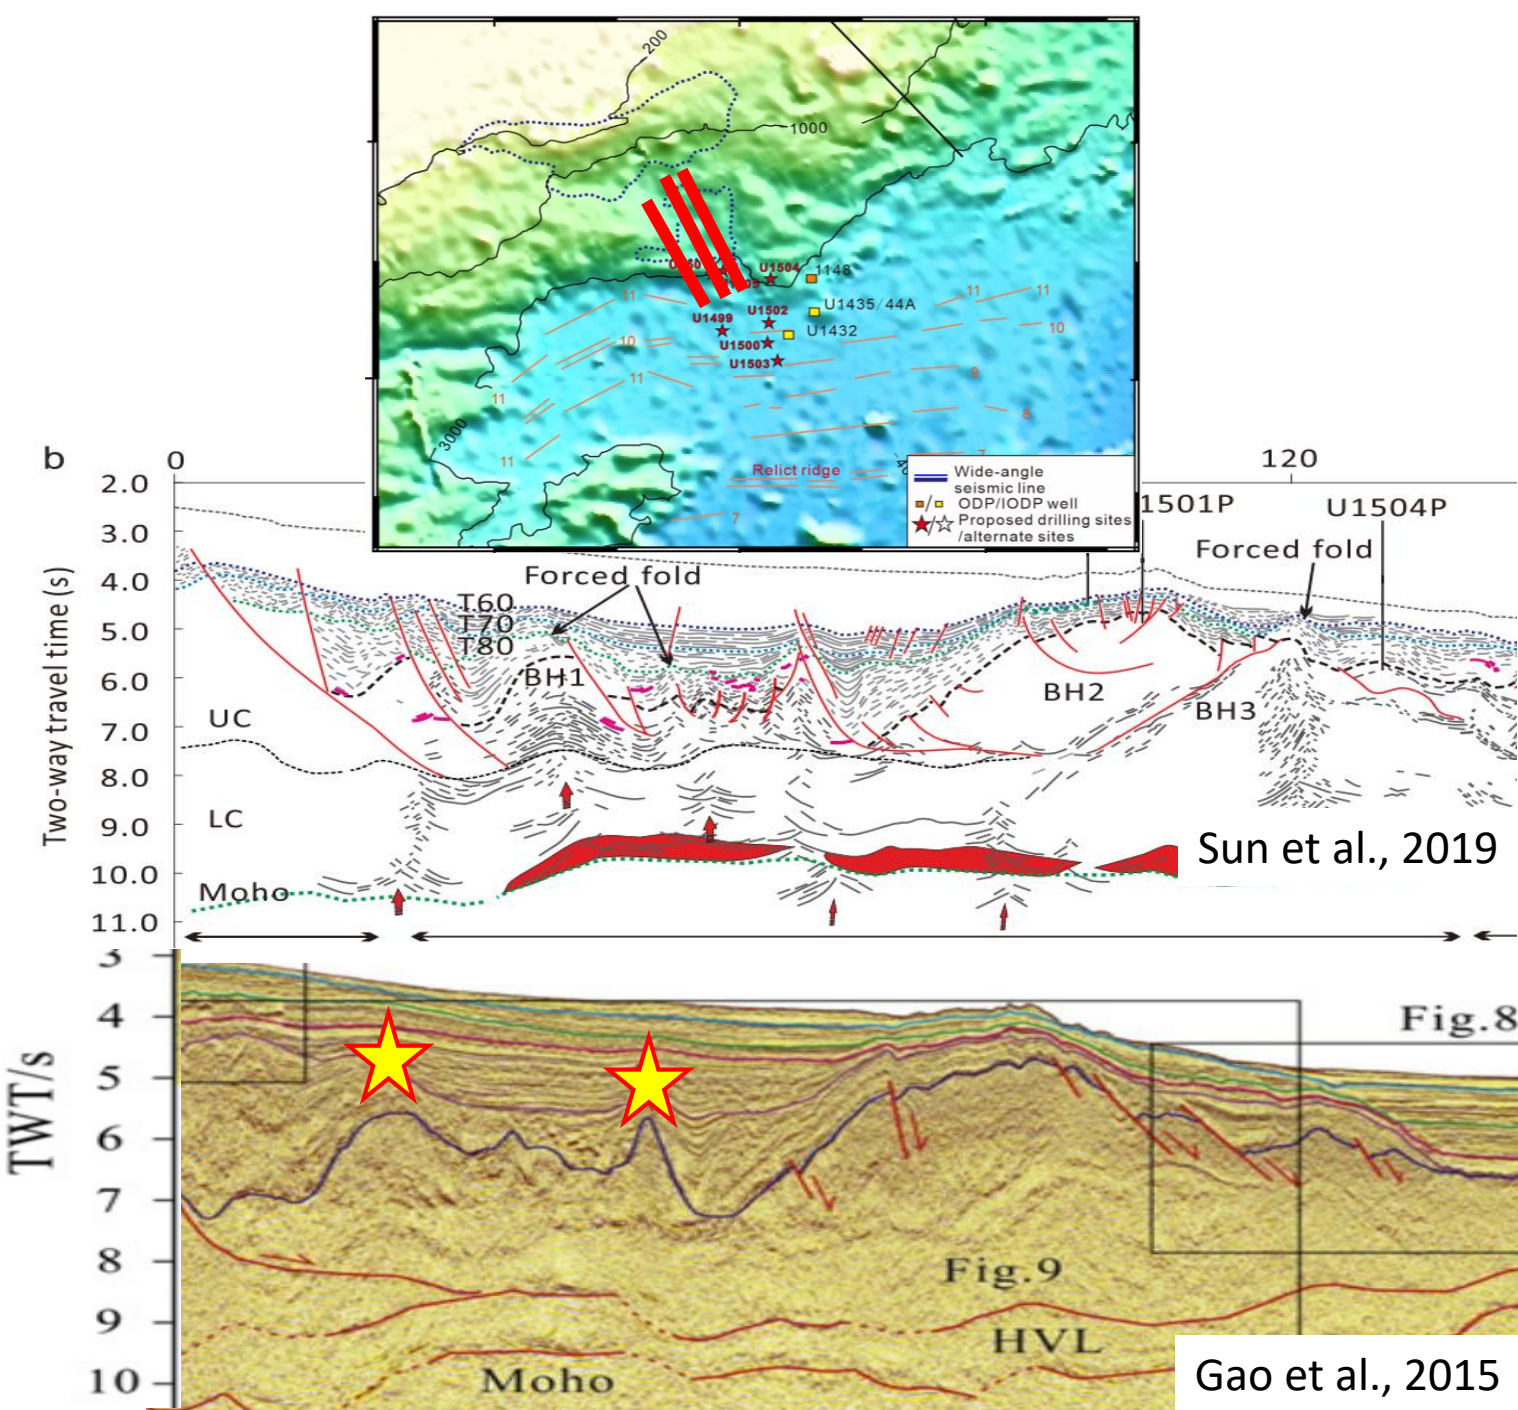 200
1000
U1504
1148
11
11
11
U1435/44A
U1499
U1502
U1432
10
10
U1500
U1503
11
9
11
8
3000
11
7
Relict ridge
7
Wide-angle
seismic line
ODP/IODP well
Proposed drilling sites
/alternate sites
b
0
120
2.0
1501P
U1504P
3.0
Forced fold
4.0
Forced fold
T60
5.0
T70
T80
6.0
BH1
BH2
BH3
UC
7.0
8.0
LC
9.0
Sun et al., 2019
10.0
Moho
11.0
Two-way travel time (s)
3
4
Fig.8
5
6
7
8
Fig.9
9
HVL
10
Moho
TWT/s
Gao et al., 2015